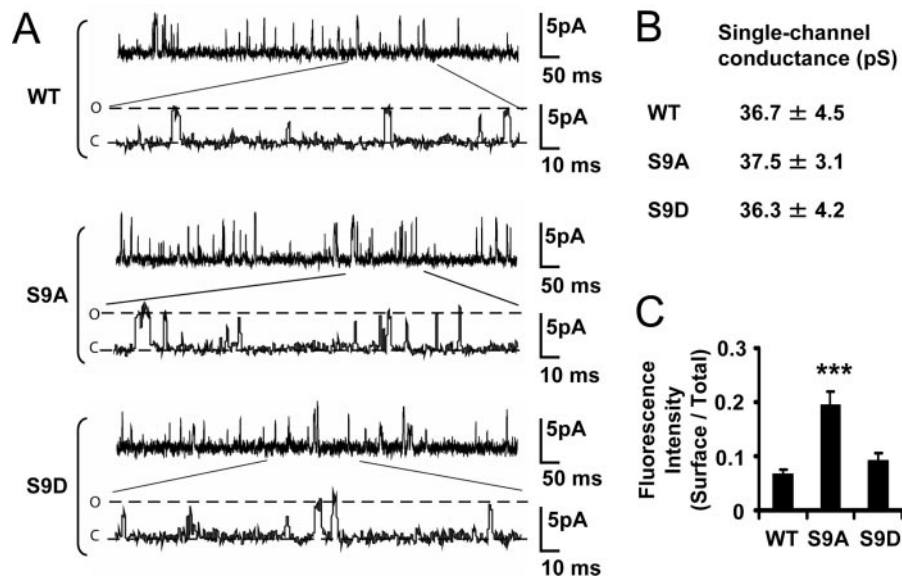 A
WT
5pA
50 ms
O
C
5pA
10 ms
S9A
5pA
50 ms
O
C
5pA
10 ms
S9D
5pA
50 ms
O
C
5pA
10 ms
B
Single-channel
conductance (pS)
WT 36.7 ± 4.5
S9A 37.5 ± 3.1
S9D 36.3 ± 4.2
C
Fluorescence
Intensity
(Surface / Total)
0.3
0.2
0.1
0
***
WT S9A S9D